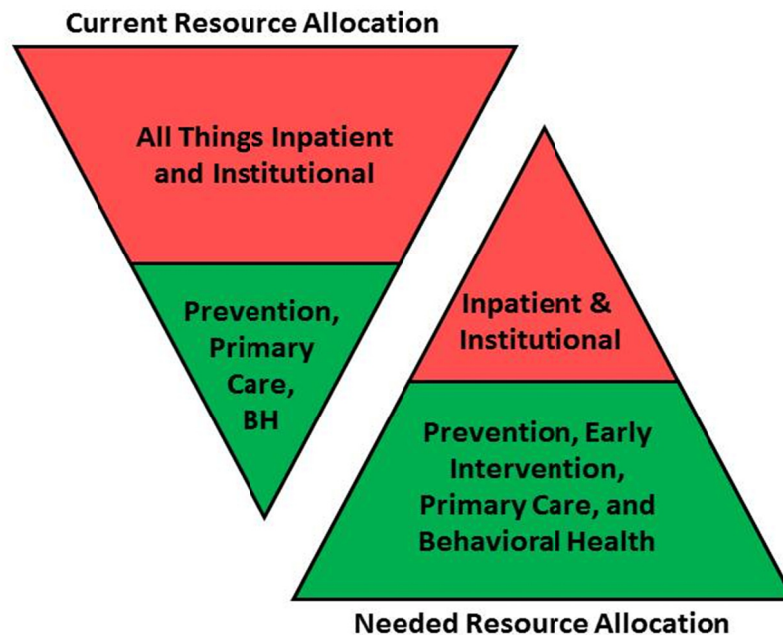 Current Resource Allocation
All Things Inpatient
and Institutional
Prevention,
Primary
Care,
BH
Inpatient &
Institutional
Prevention, Early
Intervention,
Primary Care, and
Behavioral Health
Needed Resource Allocation